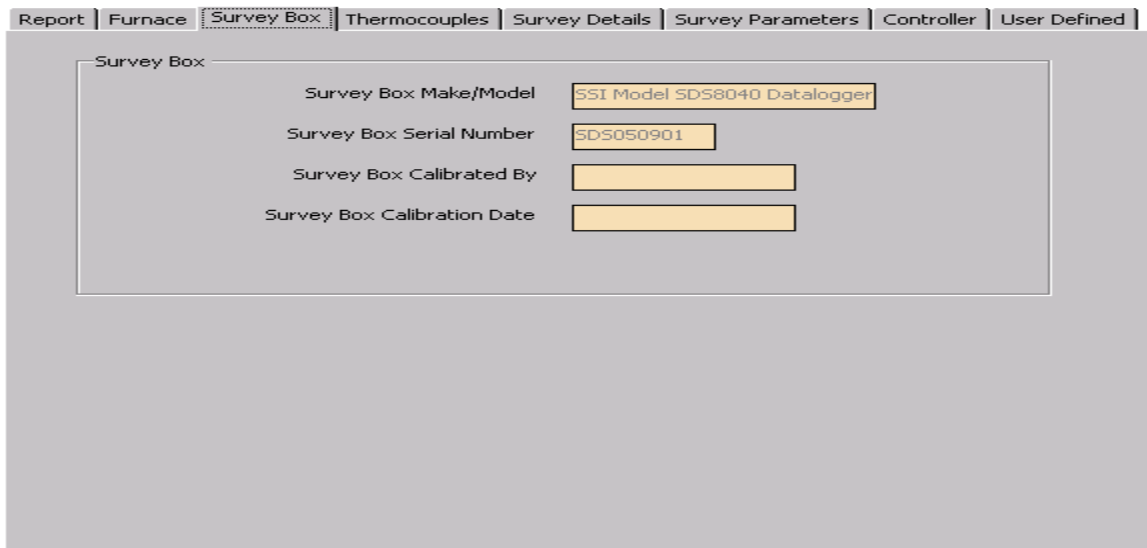 Report Furnace Survey Box Thermocouples Survey Details Survey Parameters Controller User Defined
Survey Box
Survey Box Make/Model SSI Model SDS8040 Datalogger
Survey Box Serial Number SDS050901
Survey Box Calibrated By
Survey Box Calibration Date